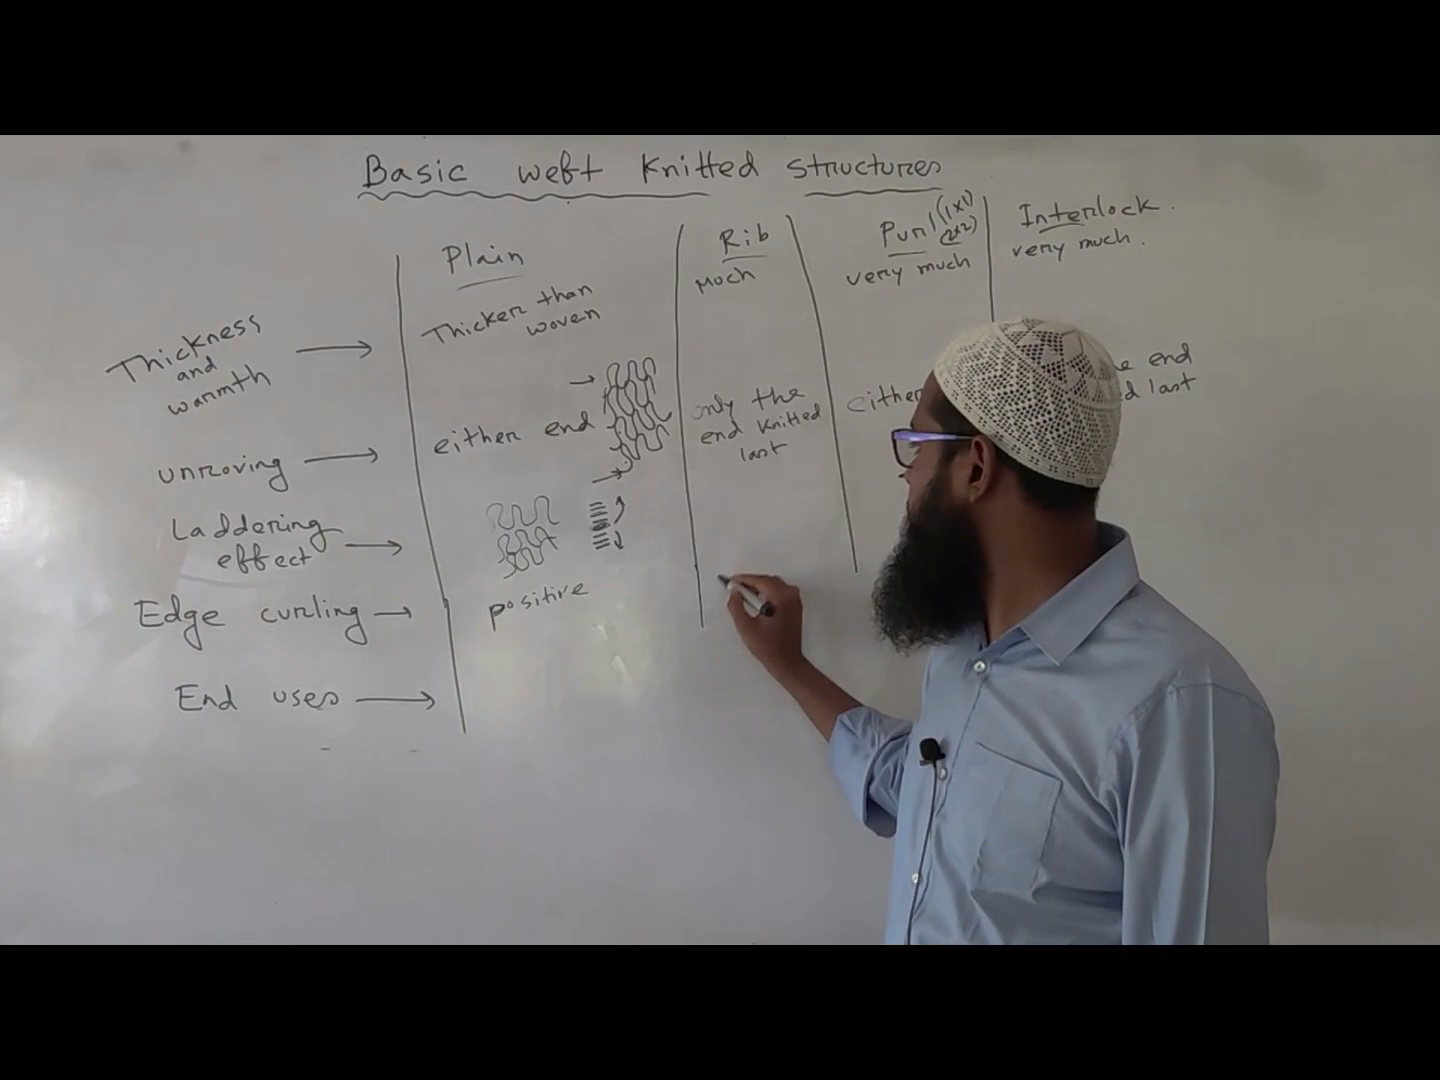 Basic weft knitted structures
Plain
Rib
Purl (1x1)
(2x2)
Interlock.
Thickness
and
warmth
Thicker than
woven
Much
very much
very much.
unroving
either end
only the
end knitted
last
either
end
last
Laddering
effect
Edge curling
positive
End uses